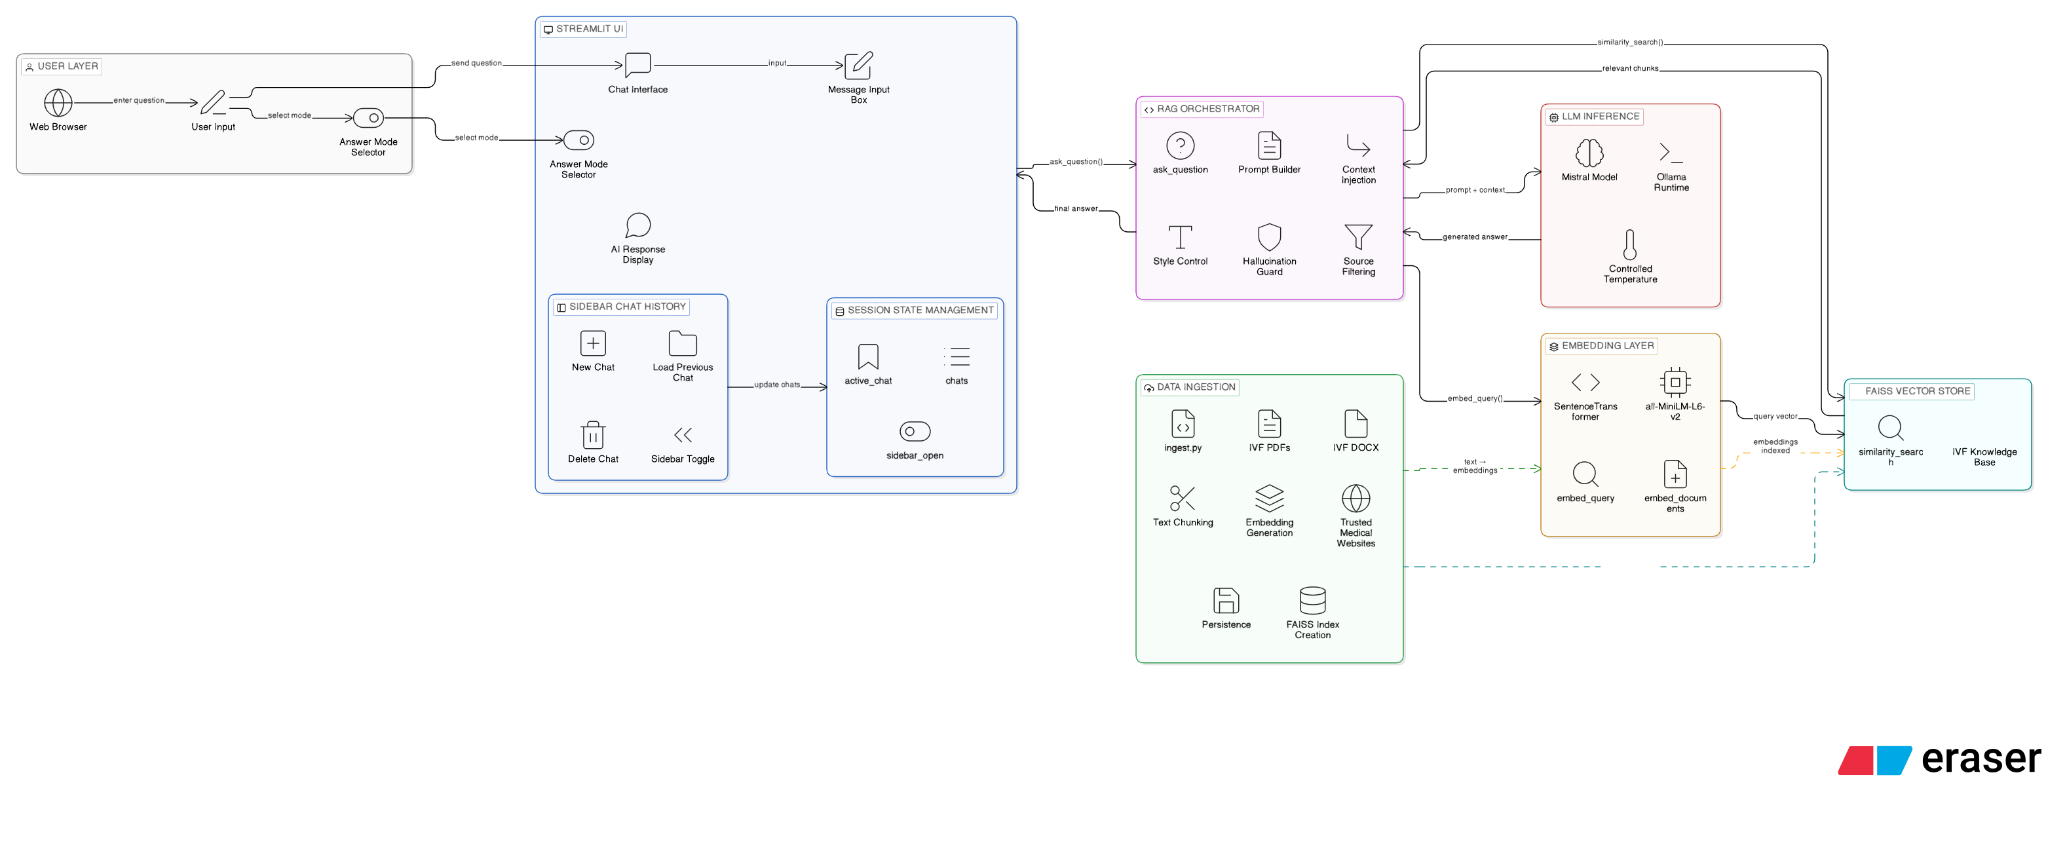 USER LAYER
Web Browser
enter question
User Input
send question
select mode
Answer Mode
Selector
select mode
STREAMLIT UI
Chat Interface
input
Message Input
Box
Answer Mode
Selector
AI Response
Display
SIDEBAR CHAT HISTORY
New Chat
Load Previous
Chat
Delete Chat
Sidebar Toggle
update chats
SESSION STATE MANAGEMENT
active_chat
chats
sidebar_open
ask_question()
final answer
RAG ORCHESTRATOR
ask_question
Prompt Builder
Context
Injection
Style Control
Hallucination
Guard
Source
Filtering
similarity_search()
relevant chunks
prompt + context
generated answer
embed_query()
LLM INFERENCE
Mistral Model
Ollama
Runtime
Controlled
Temperature
DATA INGESTION
ingest.py
IVF PDFs
IVF DOCX
Text Chunking
Embedding
Generation
Trusted
Medical
Websites
Persistence
FAISS Index
Creation
text →
embeddings
EMBEDDING LAYER
SentenceTrans
former
all-MiniLM-L6-
v2
embed_query
embed_docum
ents
query vector
embeddings
indexed
FAISS VECTOR STORE
similarity_searc
h
IVF Knowledge
Base
eraser